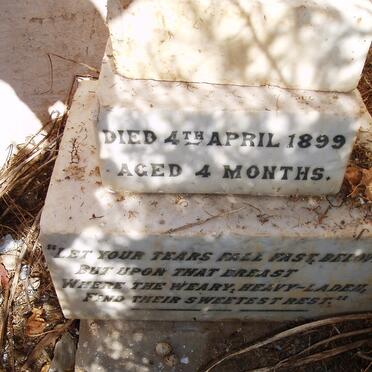 DIED 4TH APRIL 1899
AGED 4 MONTHS.
"LET YOUR TEARS FALL FAST, BELOV
BUT UPON THAT BREAST
WHERE THE WEARY, HEAVY-LADEN,
FIND THEIR SWEETEST REST."